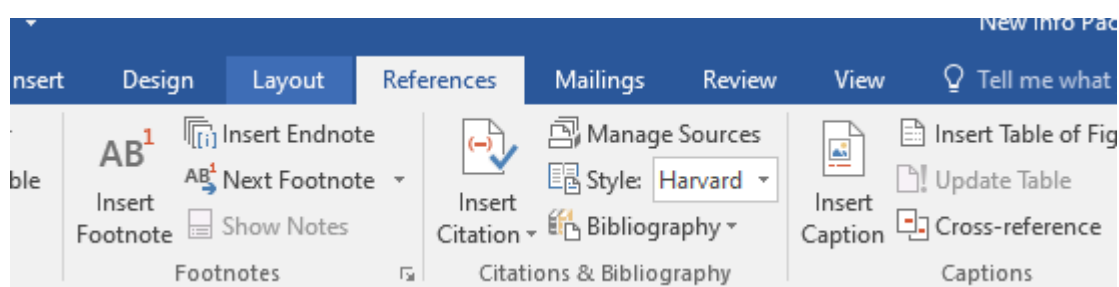 New Info Pac
nsert Design Layout References Mailings Review View Tell me what
AB1 Insert Endnote Manage Sources Insert Table of Fig
ble AB1 Next Footnote Style: Harvard Update Table
Insert Footnote Show Notes Insert Citation Bibliography Insert Caption Cross-reference
Footnotes Citations & Bibliography Captions